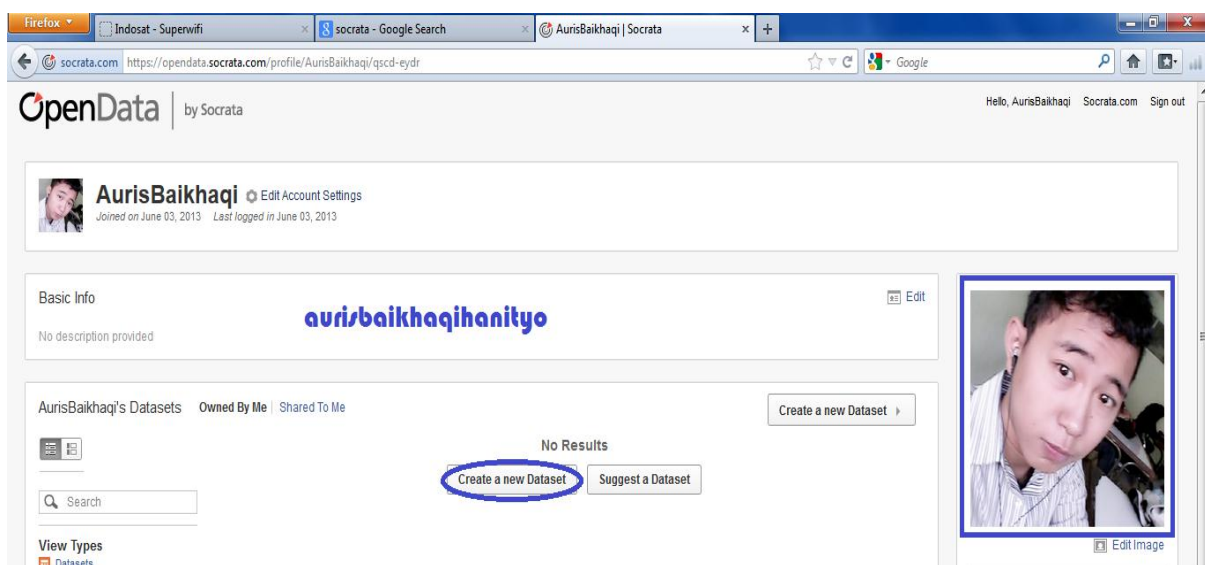 Firefox
Indosat - Superwifi
socrata - Google Search
AurisBaikhaqi | Socrata
socrata.com https://opendata.socrata.com/profile/AurisBaikhaqi/qscd-eydr
Google
OpenData by Socrata
Hello, AurisBaikhaqi Socrata.com Sign out
AurisBaikhaqi Edit Account Settings
Joined on June 03, 2013 Last logged in June 03, 2013
Basic Info
Edit
aurisbaikhaqihanityo
No description provided
AurisBaikhaqi's Datasets Owned By Me Shared To Me
Create a new Dataset
No Results
Create a new Dataset Suggest a Dataset
Search
Edit Image
View Types
Datasets